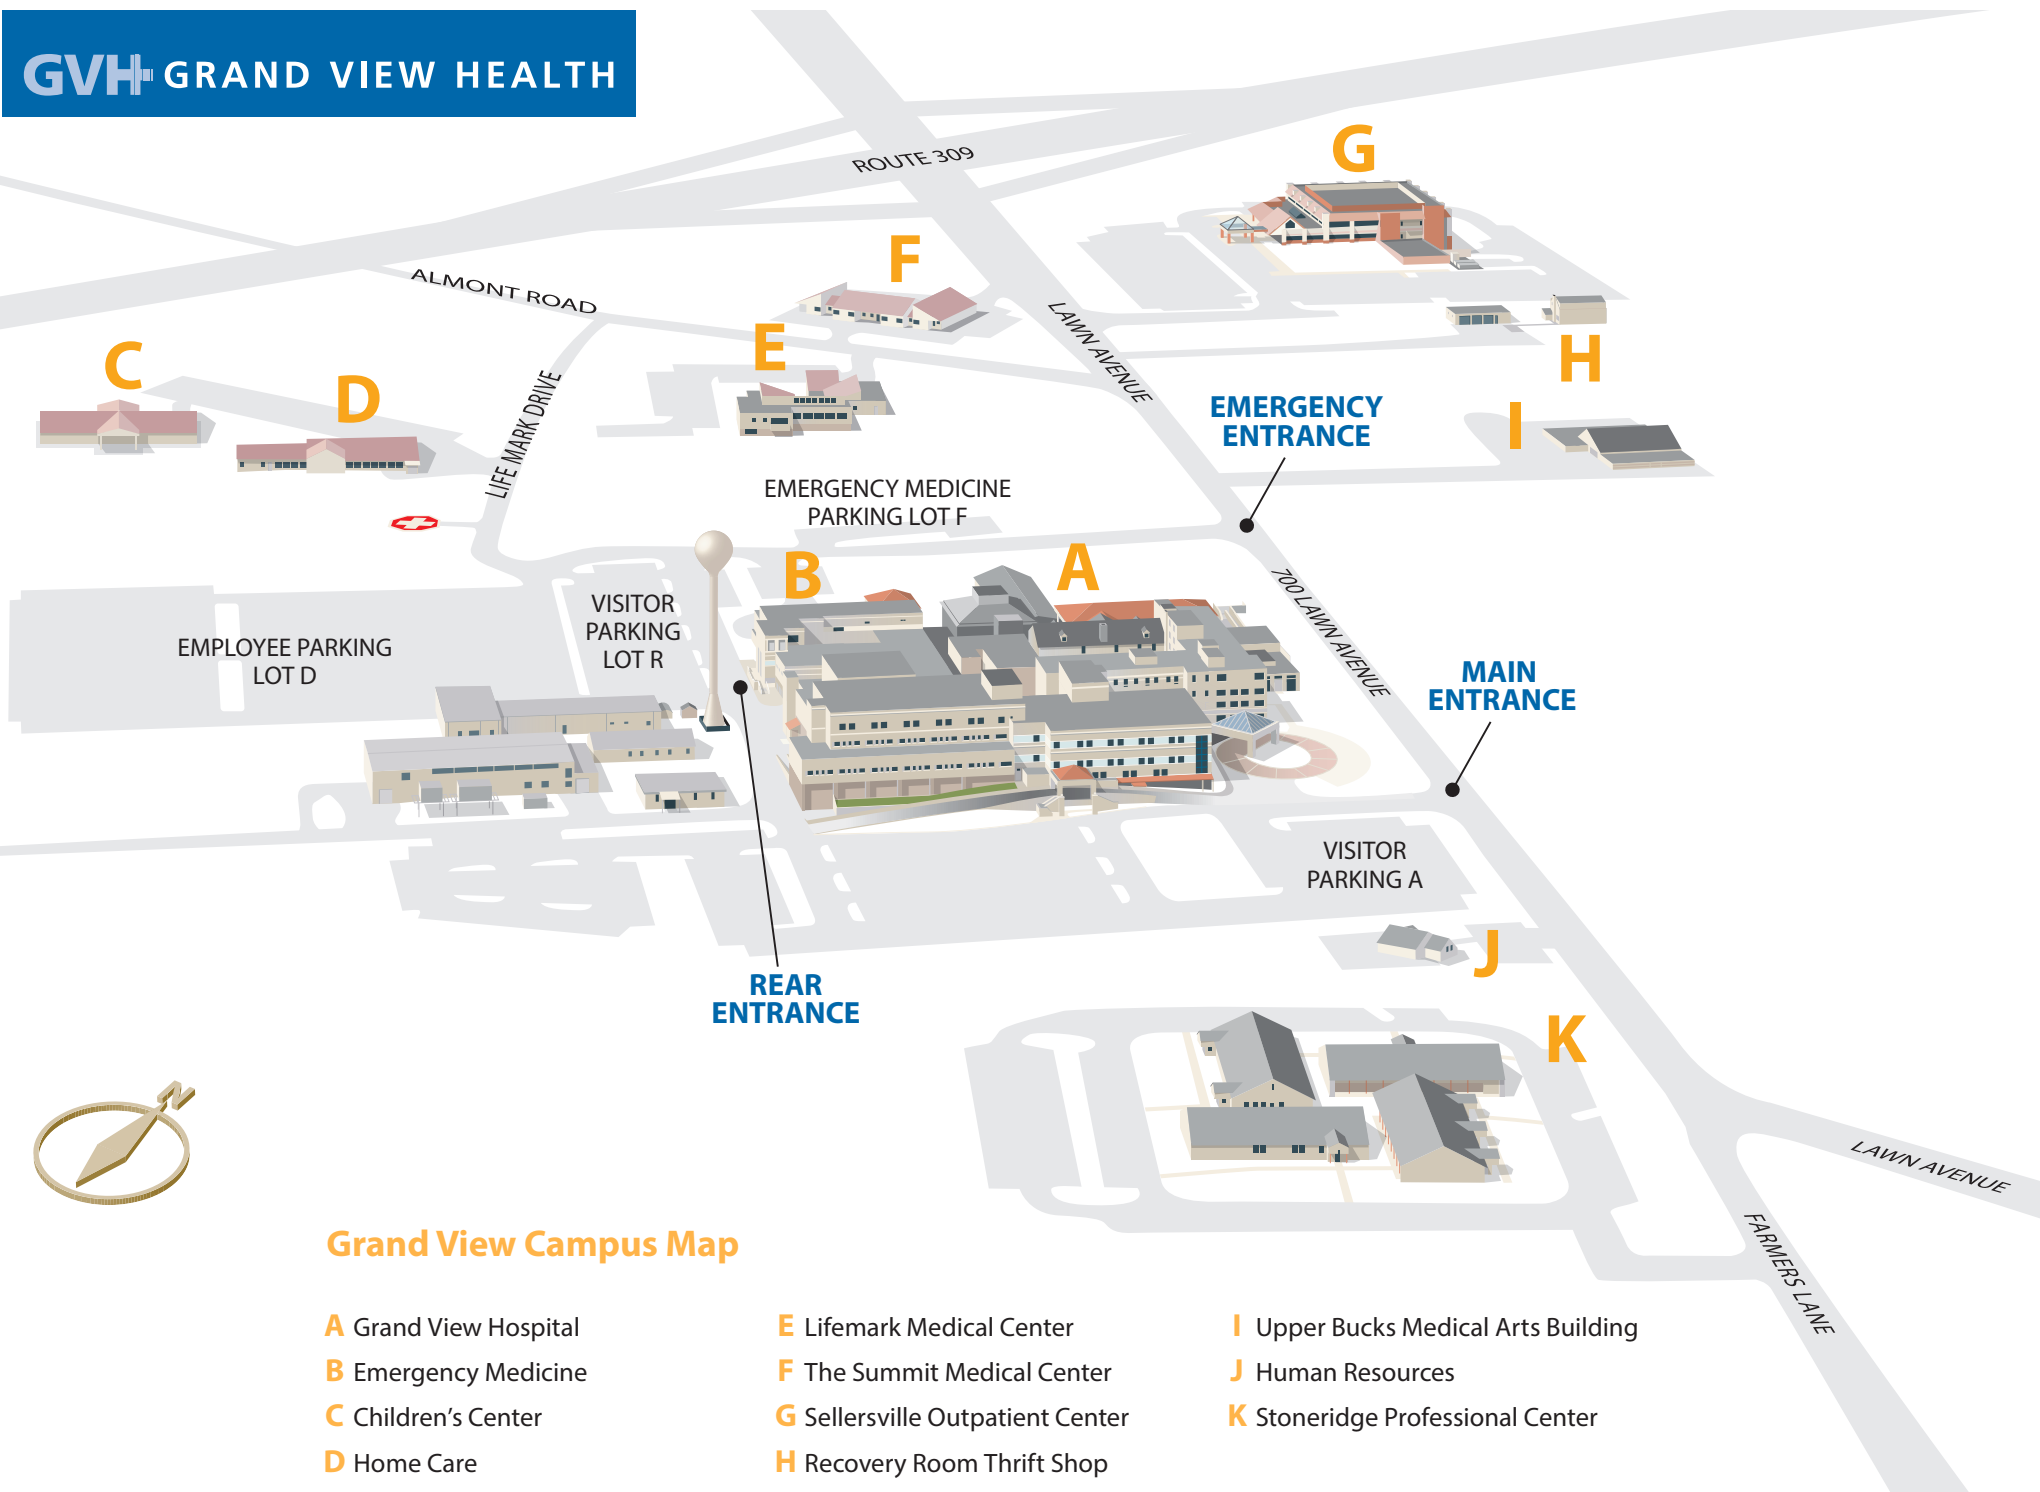 GVH GRAND VIEW HEALTH
ROUTE 309
G
F
ALMONT ROAD
LAWN AVENUE
E
H
C
D
LIFE MARK DRIVE
EMERGENCY
ENTRANCE
I
EMERGENCY MEDICINE
PARKING LOT F
B
A
700 LAWN AVENUE
VISITOR
PARKING
LOT R
EMPLOYEE PARKING
LOT D
MAIN
ENTRANCE
VISITOR
PARKING A
J
REAR
ENTRANCE
K
N
LAWN AVENUE
FARMERS LANE
Grand View Campus Map
A Grand View Hospital
B Emergency Medicine
C Children's Center
D Home Care
E Lifemark Medical Center
F The Summit Medical Center
G Sellersville Outpatient Center
H Recovery Room Thrift Shop
I Upper Bucks Medical Arts Building
J Human Resources
K Stoneridge Professional Center